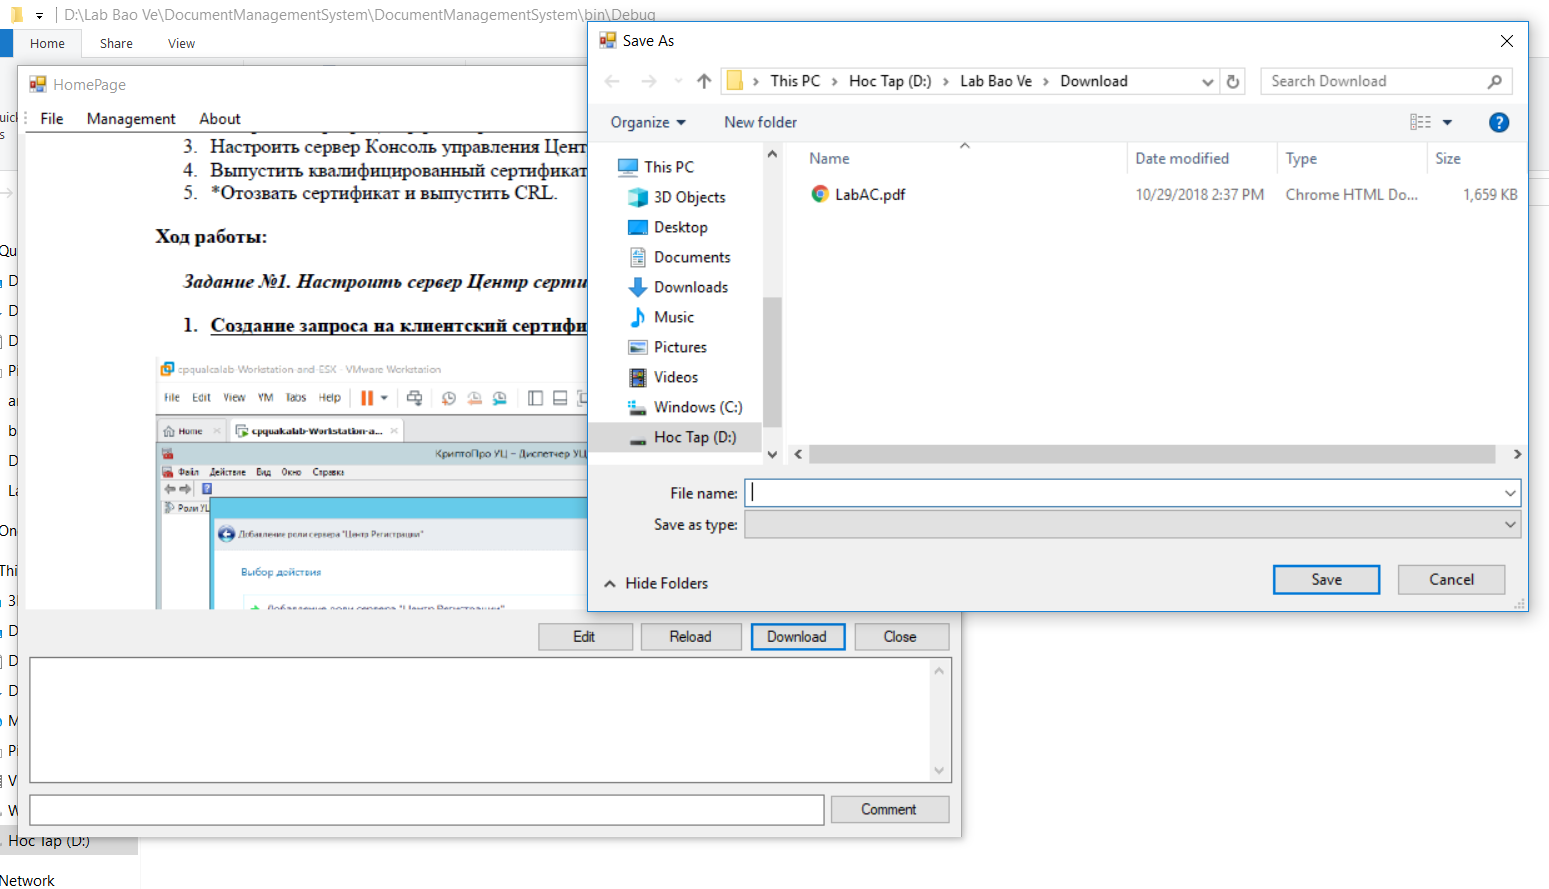 D:\Lab Bao Ve\DocumentManagementSystem\DocumentManagementSystem\bin\Debug
Home Share View
HomePage
File Management About
3. Настроить сервер Консоль управления
4. Выпустить квалифицированный сертификат
5. *Отозвать сертификат и выпустить CRL.
Ход работы:
Задание №1. Настроить сервер Центр
1. Создание запроса на клиентский
cpqualcalab-Workstation-and-ESX - VMware Workstation
File Edit View VM Tabs Help
Home cpqualcalab-Workstation-a...
КриптоПро УЦ – Диспетчер УЦ
Файл Действие Вид Окно Справка
Роли УЦ
Добавление роли сервера "Центр Регистрации"
Выбор действия
Добавление роли сервера "Центр Регистрации"
Edit Reload Download Close
Comment
Hoc Tap (D:)
Network
Save As
This PC Hoc Tap (D:) Lab Bao Ve Download
Search Download
Organize New folder
This PC
3D Objects
Desktop
Documents
Downloads
Music
Pictures
Videos
Windows (C:)
Hoc Tap (D:)
Name Date modified Type Size
LabAC.pdf 10/29/2018 2:37 PM Chrome HTML Do... 1,659 KB
File name:
Save as type:
Hide Folders
Save Cancel